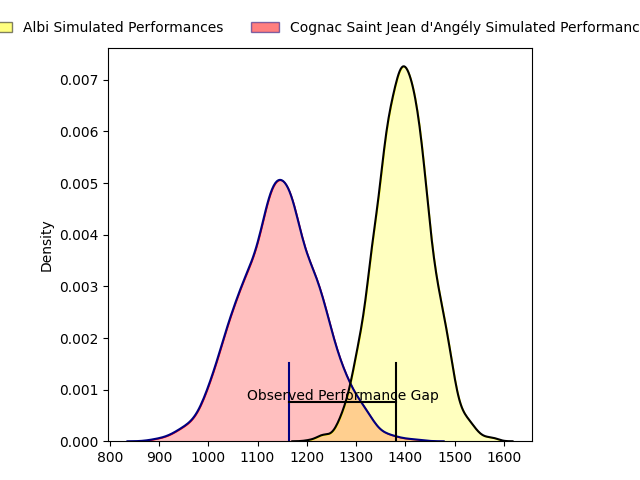 Albi Simulated Performances
Cognac Saint Jean d'Angély Simulated Performanc
0.007
0.006
0.005
0.004
0.003
0.002
0.001
0.000
Density
Observed Performance Gap
800 900 1000 1100 1200 1300 1400 1500 1600